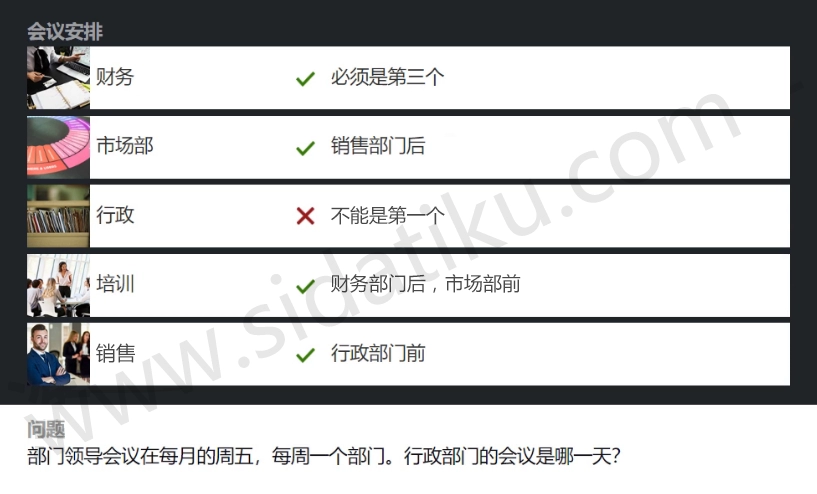 会议安排
财务 必须是第三个
市场部 销售部门后
行政 不能是第一个
培训 财务部门后，市场部前
销售 行政部门前
问题
部门领导会议在每月的周五，每周一个部门。行政部门的会议是哪一天？
www.sidatiku.com